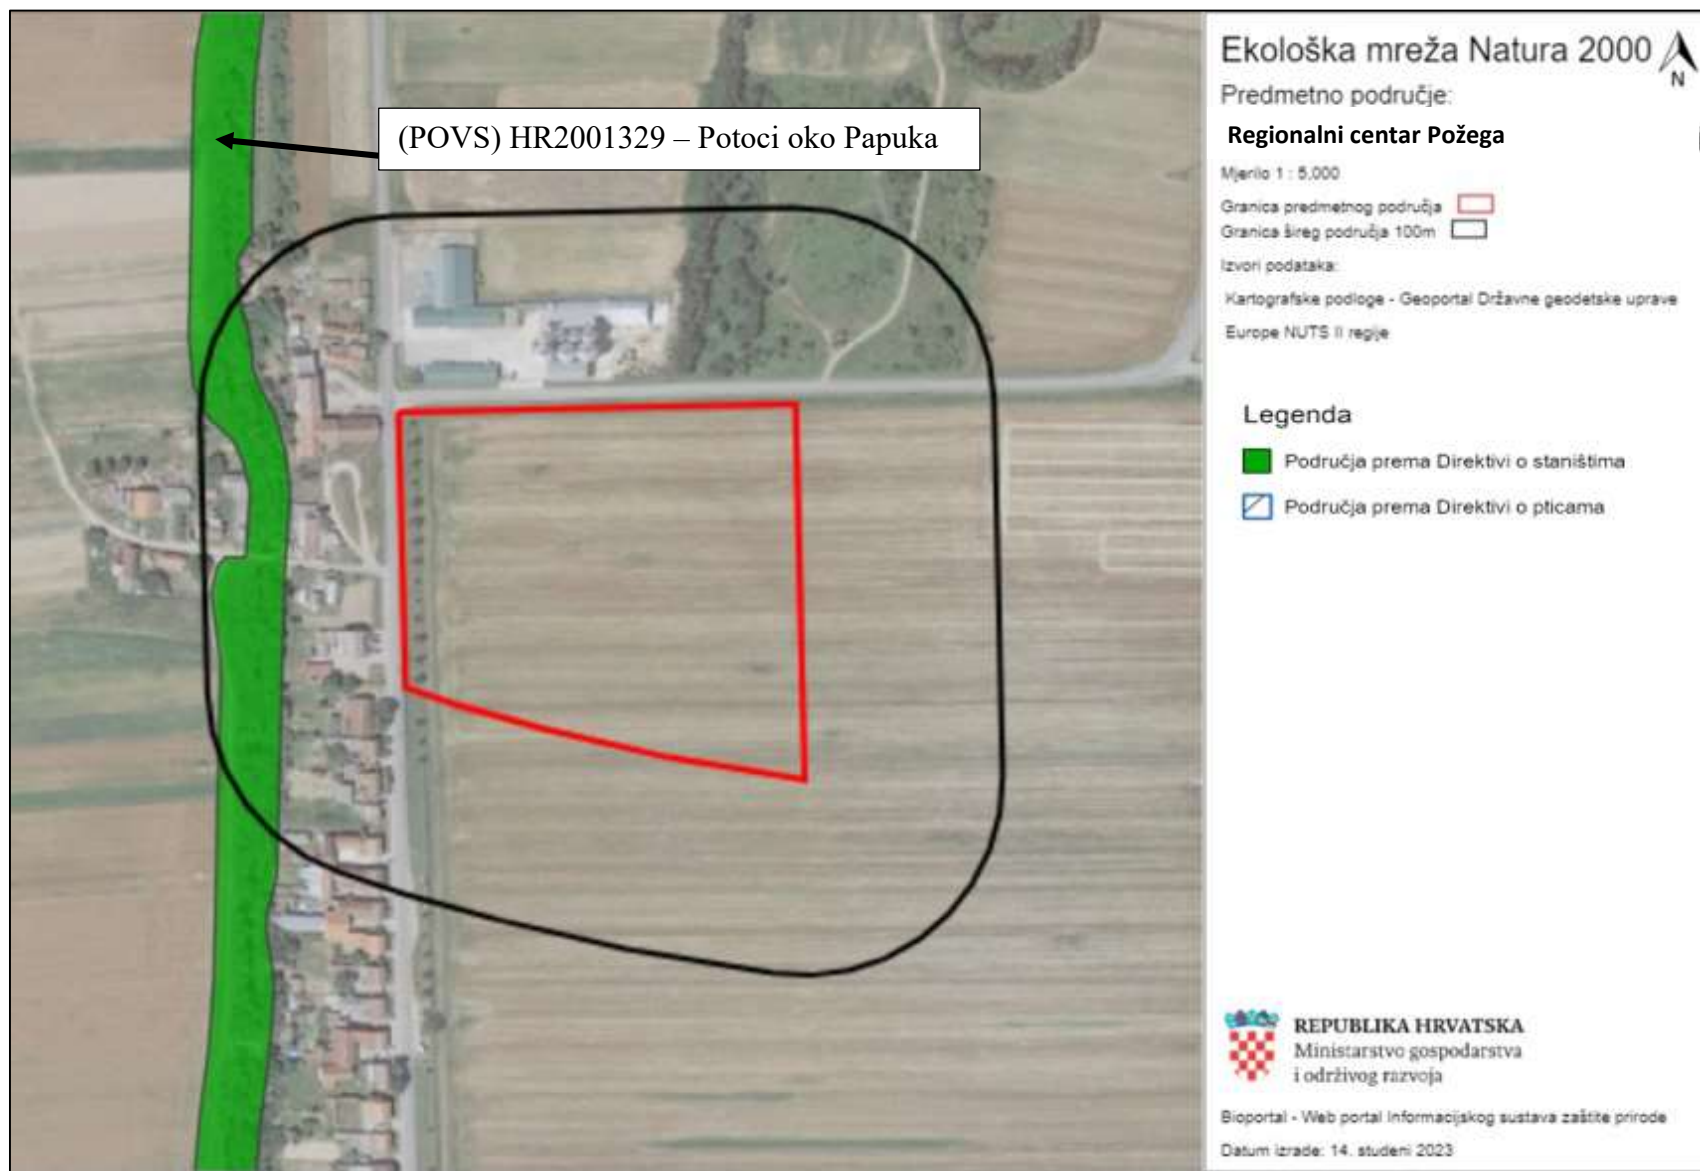 (POVS) HR2001329 – Potoci oko Papuka
Ekološka mreža Natura 2000
N
Predmetno područje:
Regionalni centar Požega
Mjerilo 1 : 5.000
Granica predmetnog područja
Granica šireg područja 100m
Izvori podataka:
Kartografske podloge - Geoportal Državne geodetske uprave
Europe NUTS II regije
Legenda
Područja prema Direktivi o staništima
Područja prema Direktivi o pticama
REPUBLIKA HRVATSKA
Ministarstvo gospodarstva
i održivog razvoja
Bioportal - Web portal Informacijskog sustava zaštite prirode
Datum izrade: 14. studeni 2023